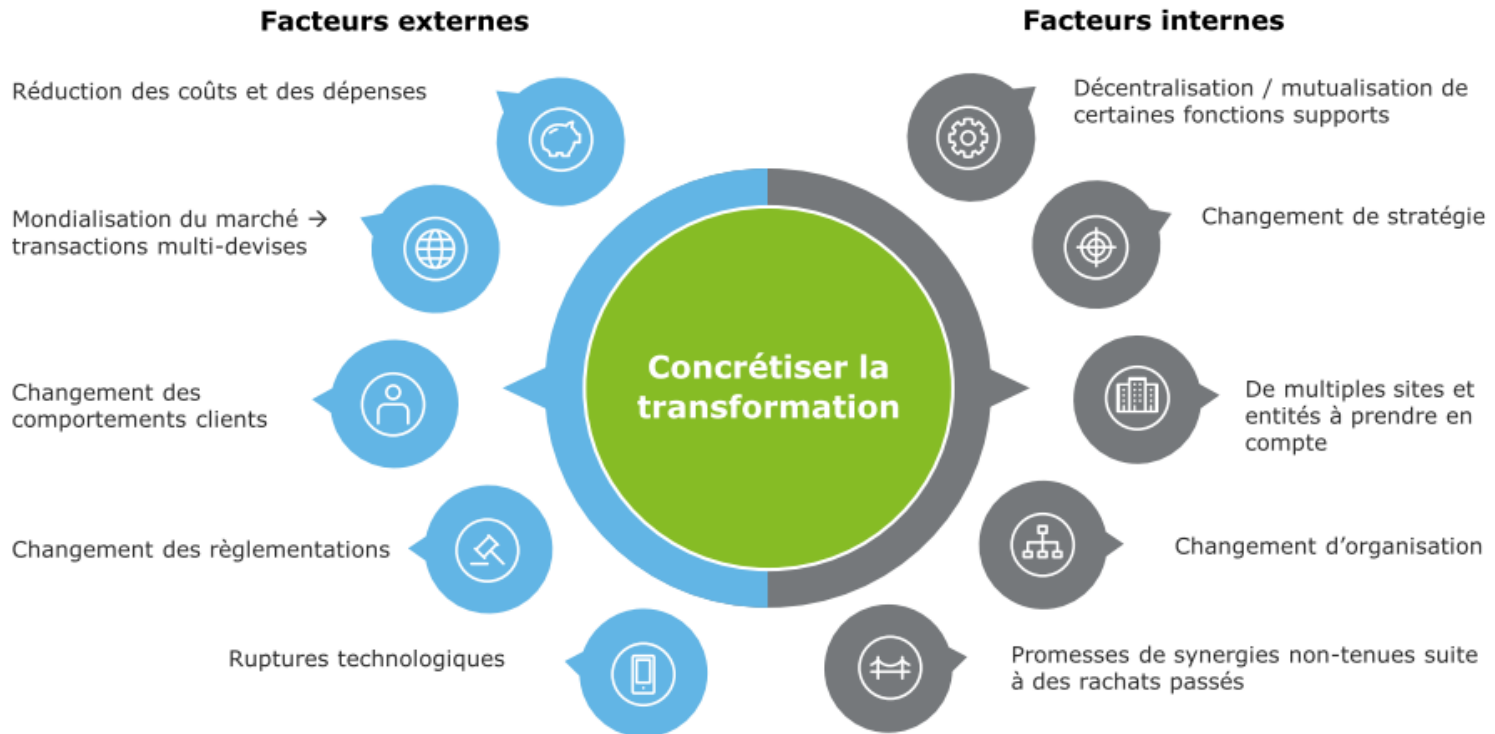 Facteurs externes
Réduction des coûts et des dépenses
Mondialisation du marché →
transactions multi-devises
Changement des
comportements clients
Changement des règlementations
Ruptures technologiques
Concrétiser la
transformation
Facteurs internes
Décentralisation / mutualisation de
certaines fonctions supports
Changement de stratégie
De multiples sites et
entités à prendre en
compte
Changement d’organisation
Promesses de synergies non-tenues suite
à des rachats passés